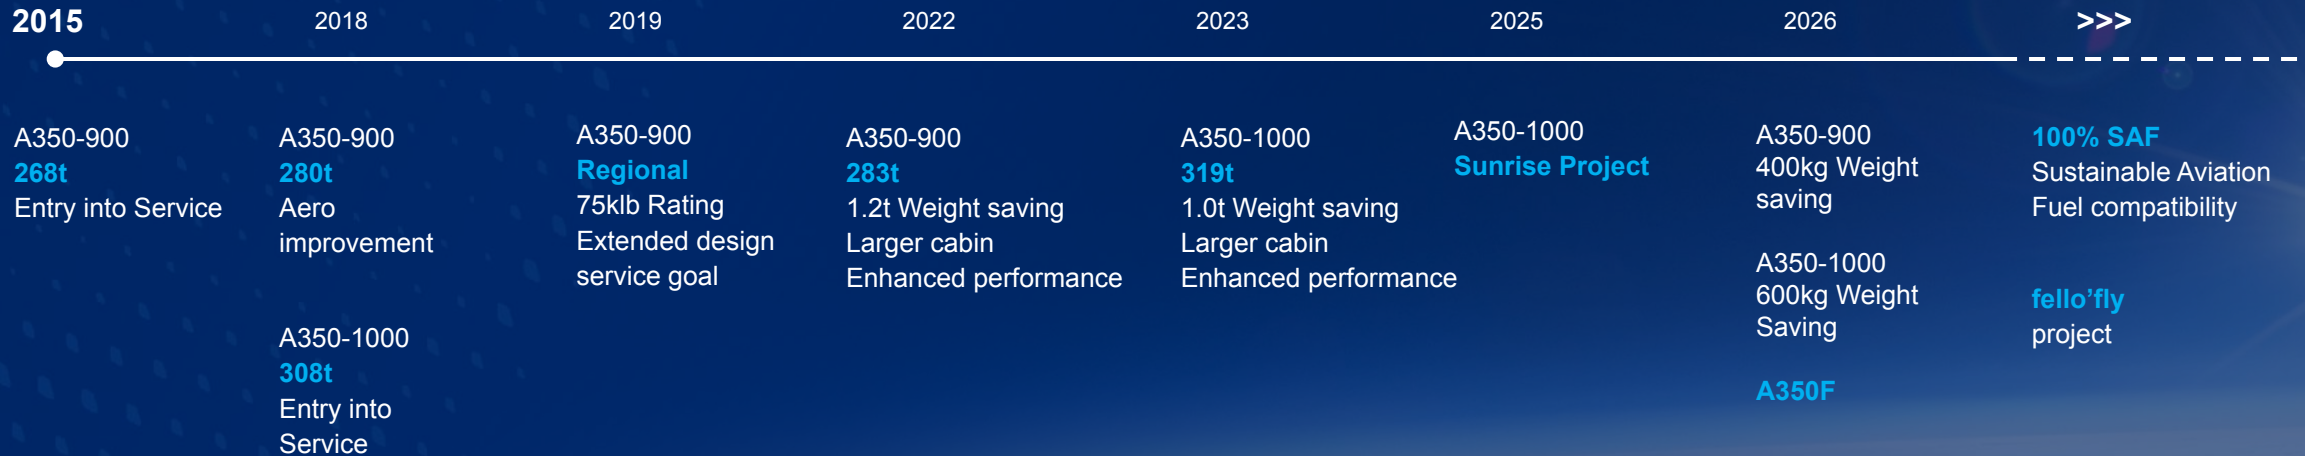 2015
2018
2019
2022
2023
2025
2026
>>>
A350-900
268t
Entry into Service
A350-900
280t
Aero
improvement
A350-1000
308t
Entry into
Service
A350-900
Regional
75klb Rating
Extended design
service goal
A350-900
283t
1.2t Weight saving
Larger cabin
Enhanced performance
A350-1000
319t
1.0t Weight saving
Larger cabin
Enhanced performance
A350-1000
Sunrise Project
A350-900
400kg Weight
saving
A350-1000
600kg Weight
Saving
A350F
100% SAF
Sustainable Aviation
Fuel compatibility
fello’fly
project